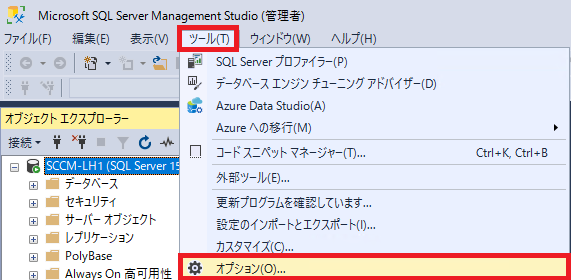 Microsoft SQL Server Management Studio (管理者)
ファイル(F) 編集(E) 表示(V) ツール(T) ウィンドウ(W) ヘルプ(H)
SQL Server プロファイラー(P)
データベース エンジン チューニング アドバイザー(D)
Azure Data Studio(A)
Azure への移行(M)
コード スニペット マネージャー(T)... Ctrl+K, Ctrl+B
外部ツール(E)...
更新プログラムを確認しています...
設定のインポートとエクスポート(I)...
カスタマイズ(C)...
オプション(O)...
オブジェクト エクスプローラー
接続
SCCM-LH1 (SQL Server 15
データベース
セキュリティ
サーバー オブジェクト
レプリケーション
PolyBase
Always On 高可用性